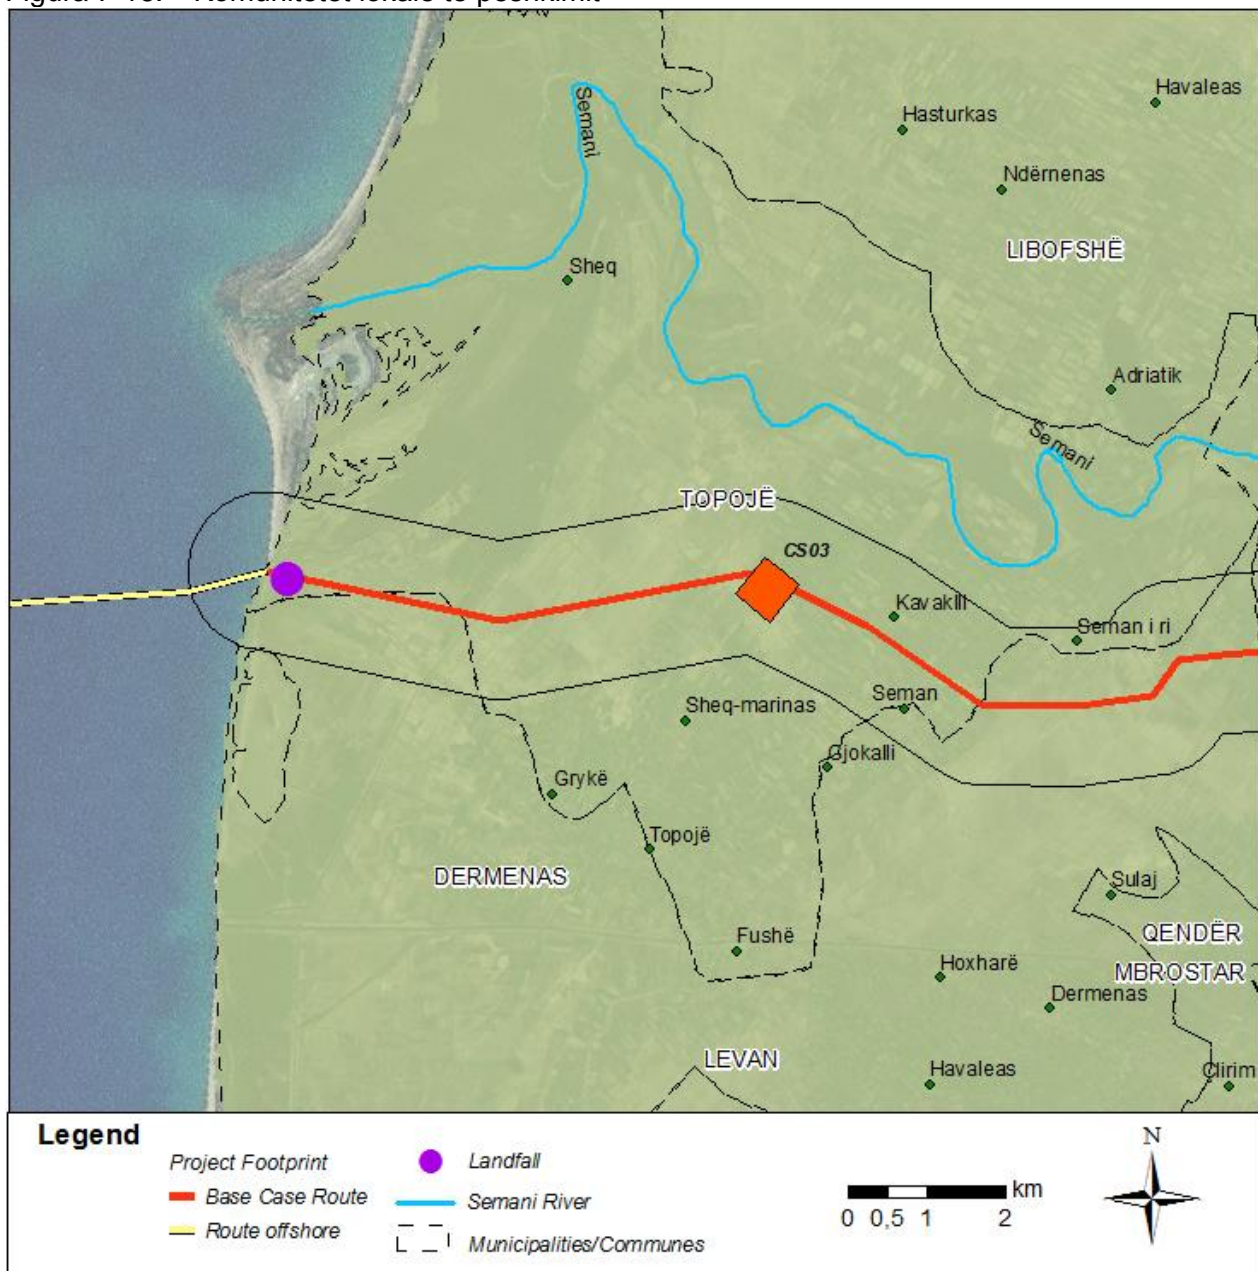 Havaleas
Hasturkas
Semani
Ndërnenas
LIBOFSHË
Sheq
Adriatik
Semani
TOPOJË
CS03
Kavaklli
Seman i ri
Seman
Sheq-marinas
Gjokalli
Grykë
Topojë
DERMENAS
Sulaj
Fushë
QENDËR
MBROSTAR
Hoxharë
Dermenas
LEVAN
Havaleas
Clirim
Legend
Project Footprint
Base Case Route
Route offshore
Landfall
Semani River
Municipalities/Communes
km
0 0,5 1 2
N